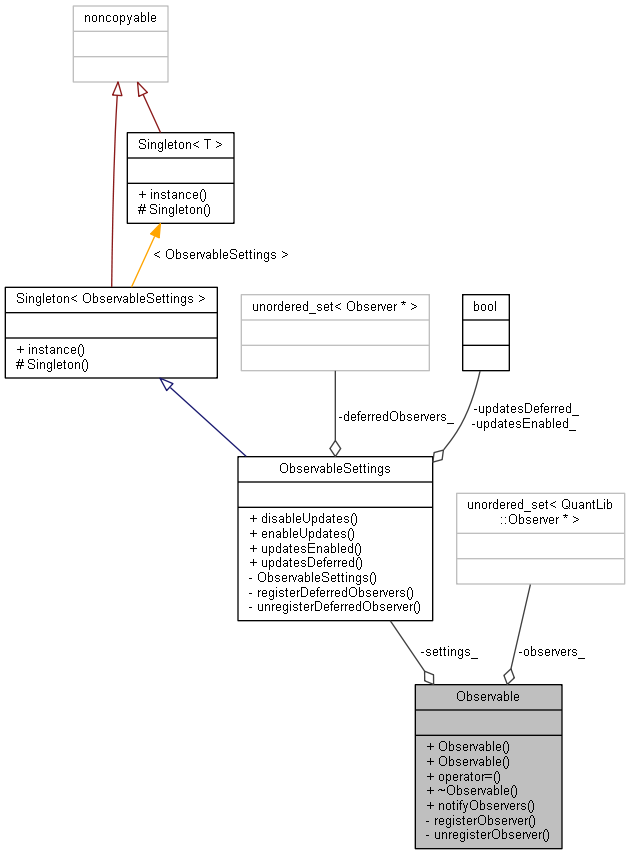 noncopyable
Singleton< T >
+ instance()
# Singleton()
< ObservableSettings >
Singleton< ObservableSettings >
+ instance()
# Singleton()
unordered_set< Observer * >
bool
-deferredObservers_
-updatesDeferred_
-updatesEnabled_
ObservableSettings
+ disableUpdates()
+ enableUpdates()
+ updatesEnabled()
+ updatesDeferred()
- ObservableSettings()
- registerDeferredObservers()
- unregisterDeferredObserver()
unordered_set< QuantLib
::Observer * >
-settings_
-observers_
Observable
+ Observable()
+ Observable()
+ operator=()
+ ~Observable()
+ notifyObservers()
- registerObserver()
- unregisterObserver()